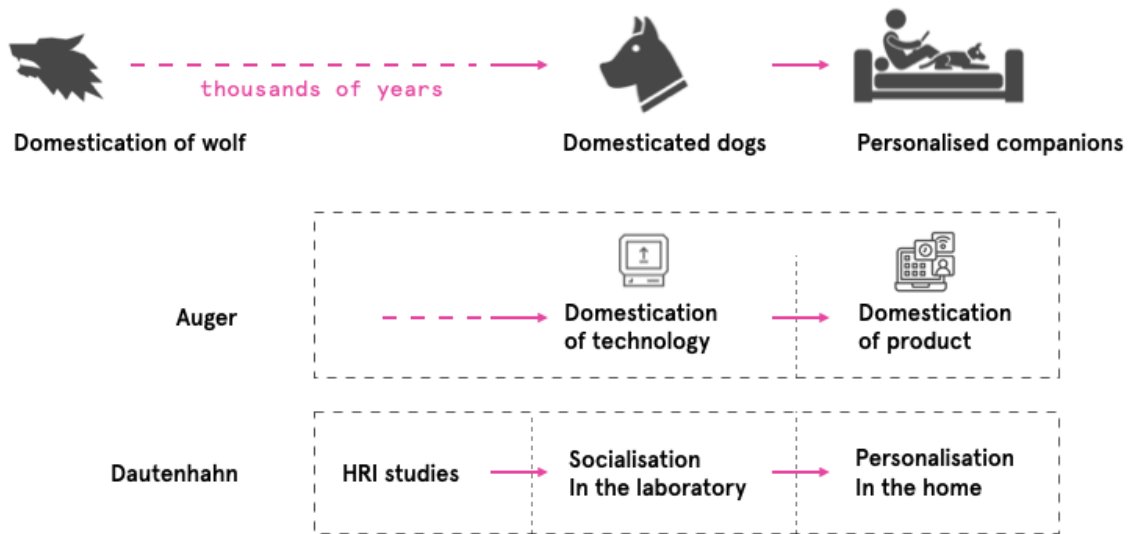 thousands of years
Domestication of wolf
Domesticated dogs
Personalised companions
Auger
Domestication
of technology
Domestication
of product
Dautenhahn
HRI studies
Socialisation
In the laboratory
Personalisation
In the home